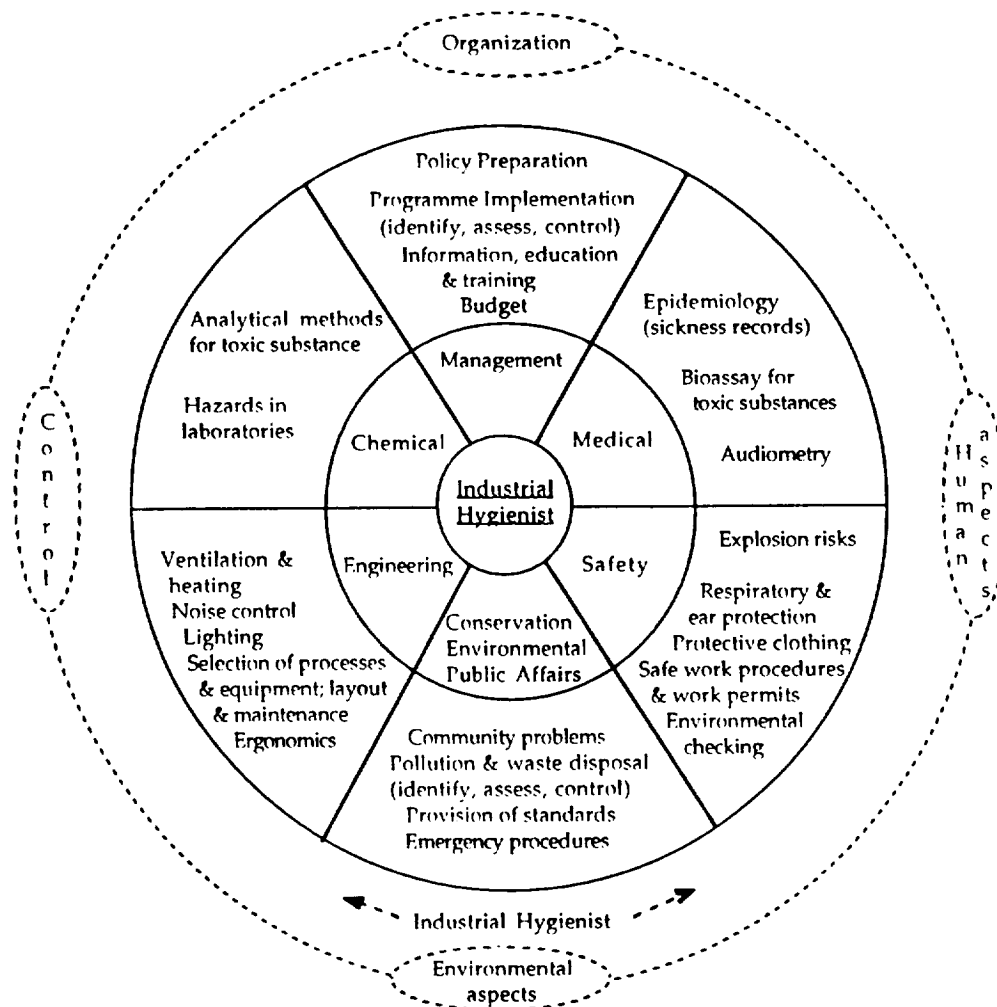 Organization
Policy Preparation
Programme Implementation
(identify, assess, control)
Information, education
& training
Budget
Management
Analytical methods
for toxic substance
Hazards in
laboratories
Chemical
Epidemiology
(sickness records)
Bioassay for
toxic substances
Audiometry
Medical
Control
Human
aspects
Industrial
Hygienist
Ventilation &
heating
Noise control
Lighting
Selection of processes
& equipment; layout
& maintenance
Ergonomics
Engineering
Safety
Explosion risks
Respiratory &
ear protection
Protective clothing
Safe work procedures
& work permits
Environmental
checking
Conservation
Environmental
Public Affairs
Community problems
Pollution & waste disposal
(identify, assess, control)
Provision of standards
Emergency procedures
Industrial Hygienist
Environmental
aspects